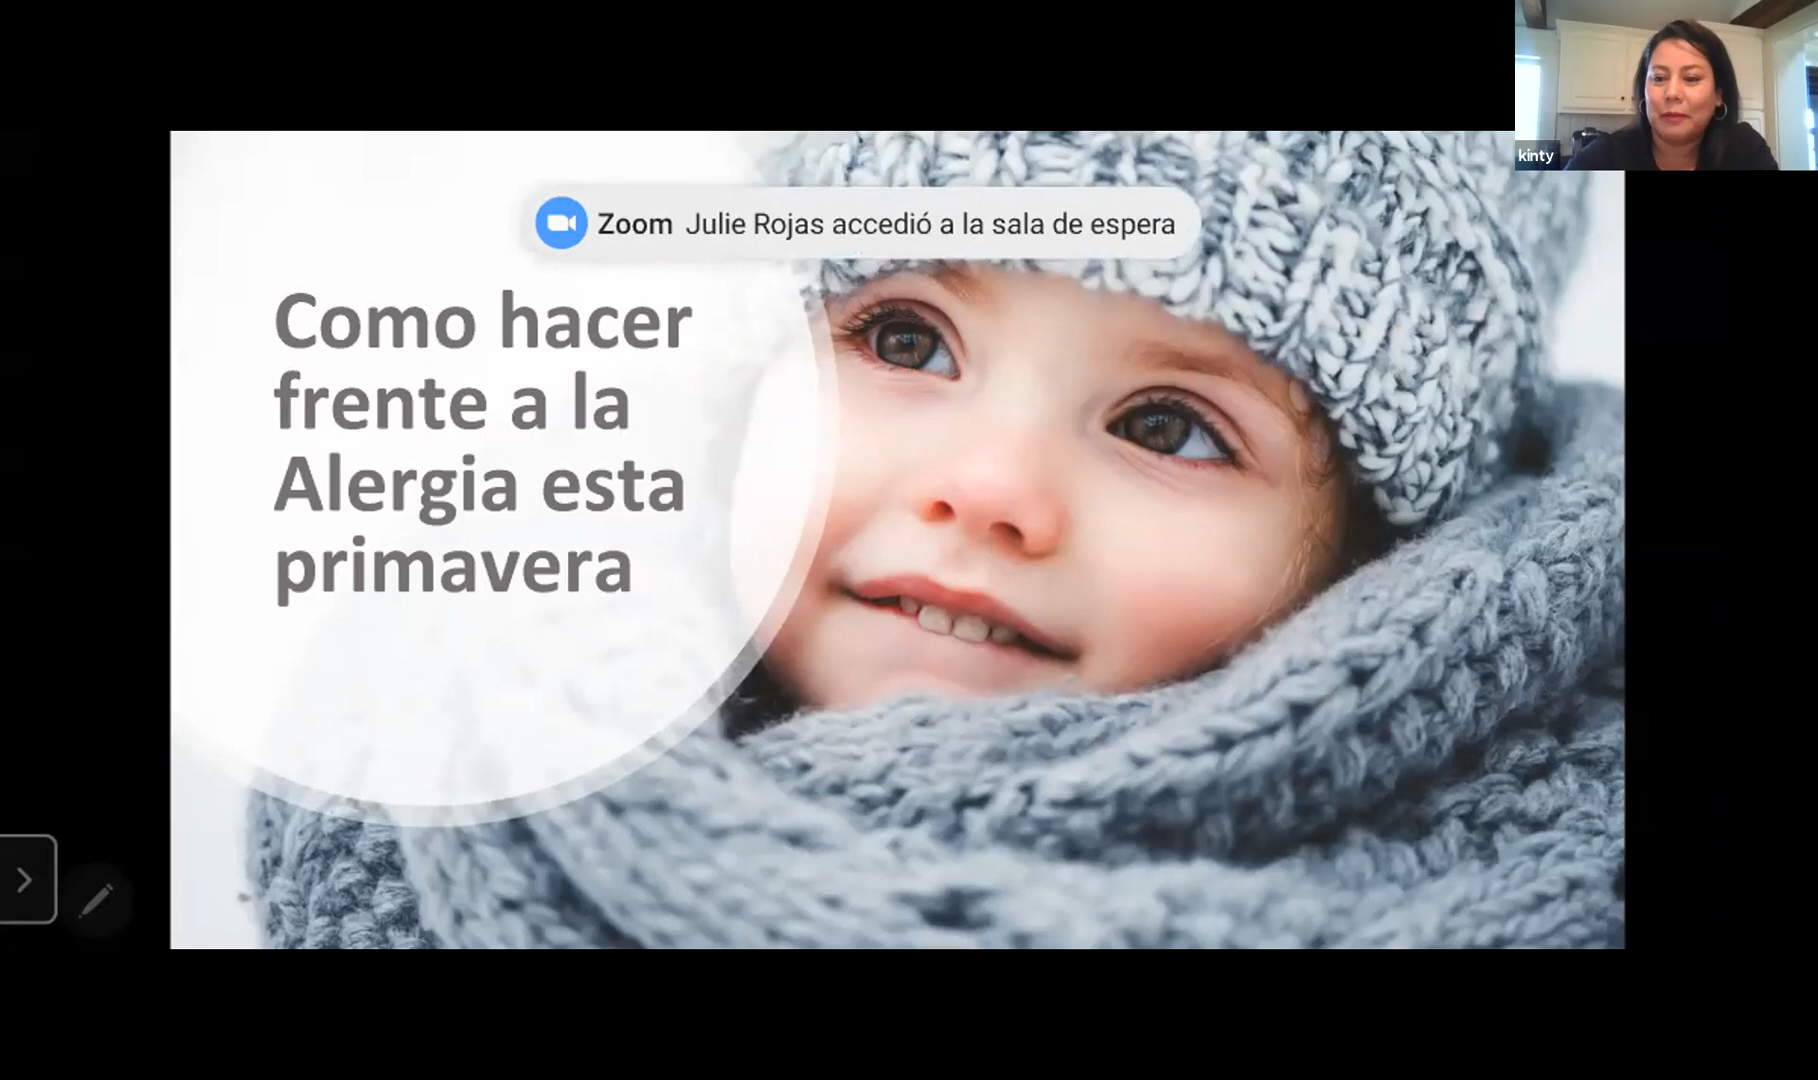 kinty
Zoom Julie Rojas accedió a la sala de espera
Como hacer
frente a la
Alergia esta
primavera